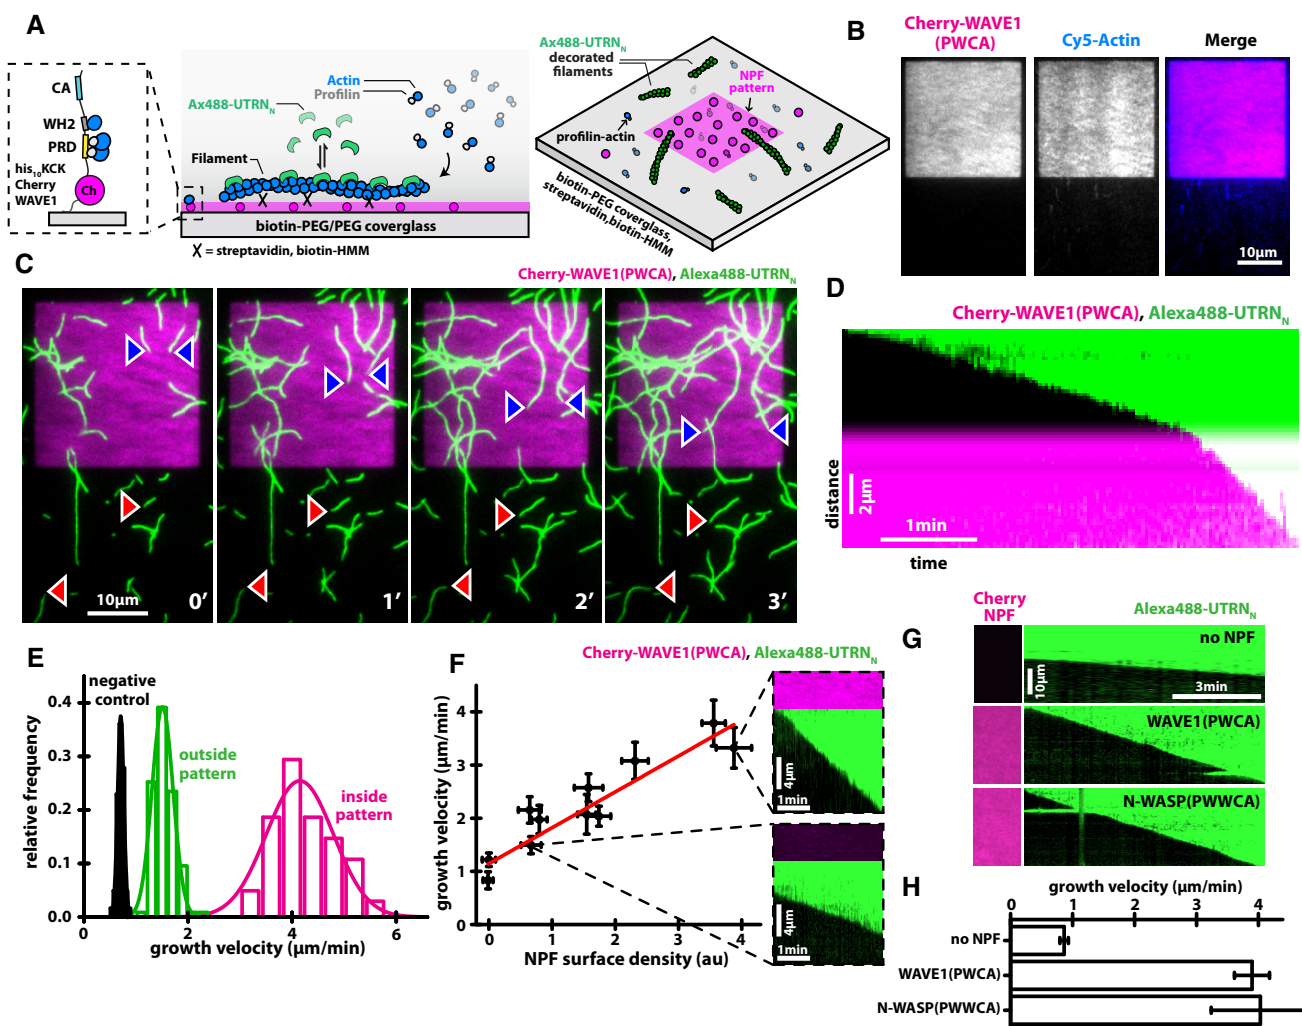 A
CA
WH2
PRD
his10KCK
Cherry
WAVE1
Ch
Ax488-UTRNN
Actin
Profilin
Filament
biotin-PEG/PEG coverglass
X = streptavidin, biotin-HMM
Ax488-UTRNN
decorated
filaments
NPF
pattern
profilin-actin
biotin-PEG coverglass,
streptavidin,biotin-HMM
B
Cherry-WAVE1
(PWCA)
Cy5-Actin
Merge
10µm
C
Cherry-WAVE1(PWCA), Alexa488-UTRNN
10µm
0'
1'
2'
3'
D
Cherry-WAVE1(PWCA), Alexa488-UTRNN
distance
2µm
1min
time
E
negative
control
outside
pattern
inside
pattern
relative frequency
0.4
0.3
0.2
0.1
0.0
0
2
4
6
growth velocity (µm/min)
F
Cherry-WAVE1(PWCA), Alexa488-UTRNN
growth velocity (µm/min)
4
3
2
1
0
0
1
2
3
4
NPF surface density (au)
4µm
1min
4µm
1min
G
Cherry
NPF
Alexa488-UTRNN
no NPF
10µm
3min
WAVE1(PWCA)
N-WASP(PWWCA)
H
growth velocity (µm/min)
0
1
2
3
4
no NPF
WAVE1(PWCA)
N-WASP(PWWCA)